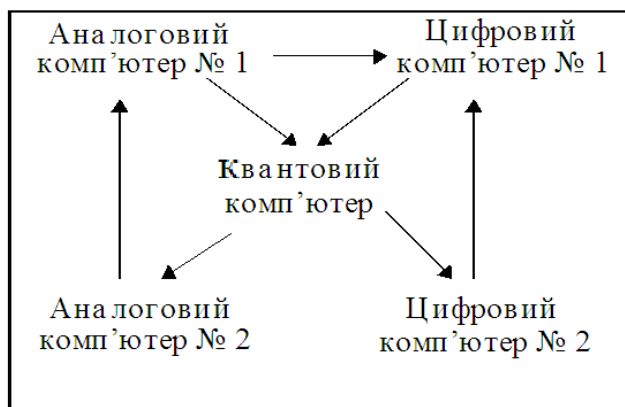 Аналоговий
комп’ютер № 1
Цифровий
комп’ютер № 1
Квантовий
комп’ютер
Аналоговий
комп’ютер № 2
Цифровий
комп’ютер № 2